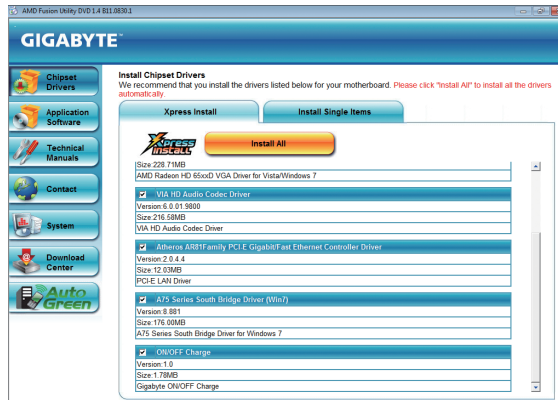 AMD Fusion Utility DVD 1.4 B11.0830.1
GIGABYTE™
Chipset
Drivers
Application
Software
Technical
Manuals
Contact
System
Download
Center
Auto
Green
Install Chipset Drivers
We recommend that you install the drivers listed below for your motherboard. Please click "Install All" to install all the drivers
automatically.
Xpress Install
Install Single Items
Xpress
Install
Install All
Size:228.71MB
AMD Radeon HD 65xxD VGA Driver for Vista/Windows 7
VIA HD Audio Codec Driver
Version:6.0.01.9800
Size:216.58MB
VIA HD Audio Codec Driver
Atheros AR81Family PCI-E Gigabit/Fast Ethernet Controller Driver
Version:2.0.4.4
Size:12.03MB
PCI-E LAN Driver
A75 Series South Bridge Driver (Win7)
Version:8.881
Size:176.00MB
A75 Series South Bridge Driver for Windows 7
ON/OFF Charge
Version:1.0
Size:1.78MB
Gigabyte ON/OFF Charge